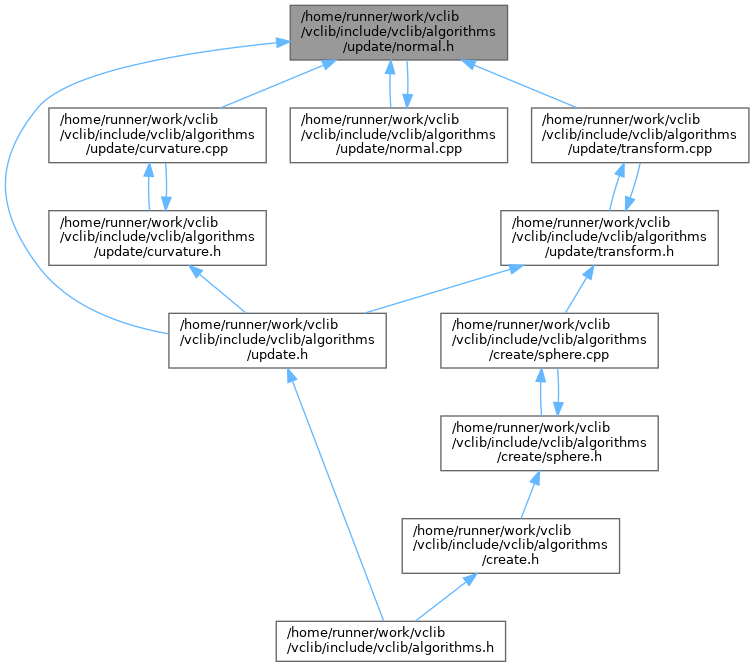 /home/runner/work/vclib
/vclib/include/vclib/algorithms
/update/normal.h
/home/runner/work/vclib
/vclib/include/vclib/algorithms
/update/curvature.cpp
/home/runner/work/vclib
/vclib/include/vclib/algorithms
/update/normal.cpp
/home/runner/work/vclib
/vclib/include/vclib/algorithms
/update/transform.cpp
/home/runner/work/vclib
/vclib/include/vclib/algorithms
/update/curvature.h
/home/runner/work/vclib
/vclib/include/vclib/algorithms
/update/transform.h
/home/runner/work/vclib
/vclib/include/vclib/algorithms
/update.h
/home/runner/work/vclib
/vclib/include/vclib/algorithms
/create/sphere.cpp
/home/runner/work/vclib
/vclib/include/vclib/algorithms
/create/sphere.h
/home/runner/work/vclib
/vclib/include/vclib/algorithms
/create.h
/home/runner/work/vclib
/vclib/include/vclib/algorithms.h